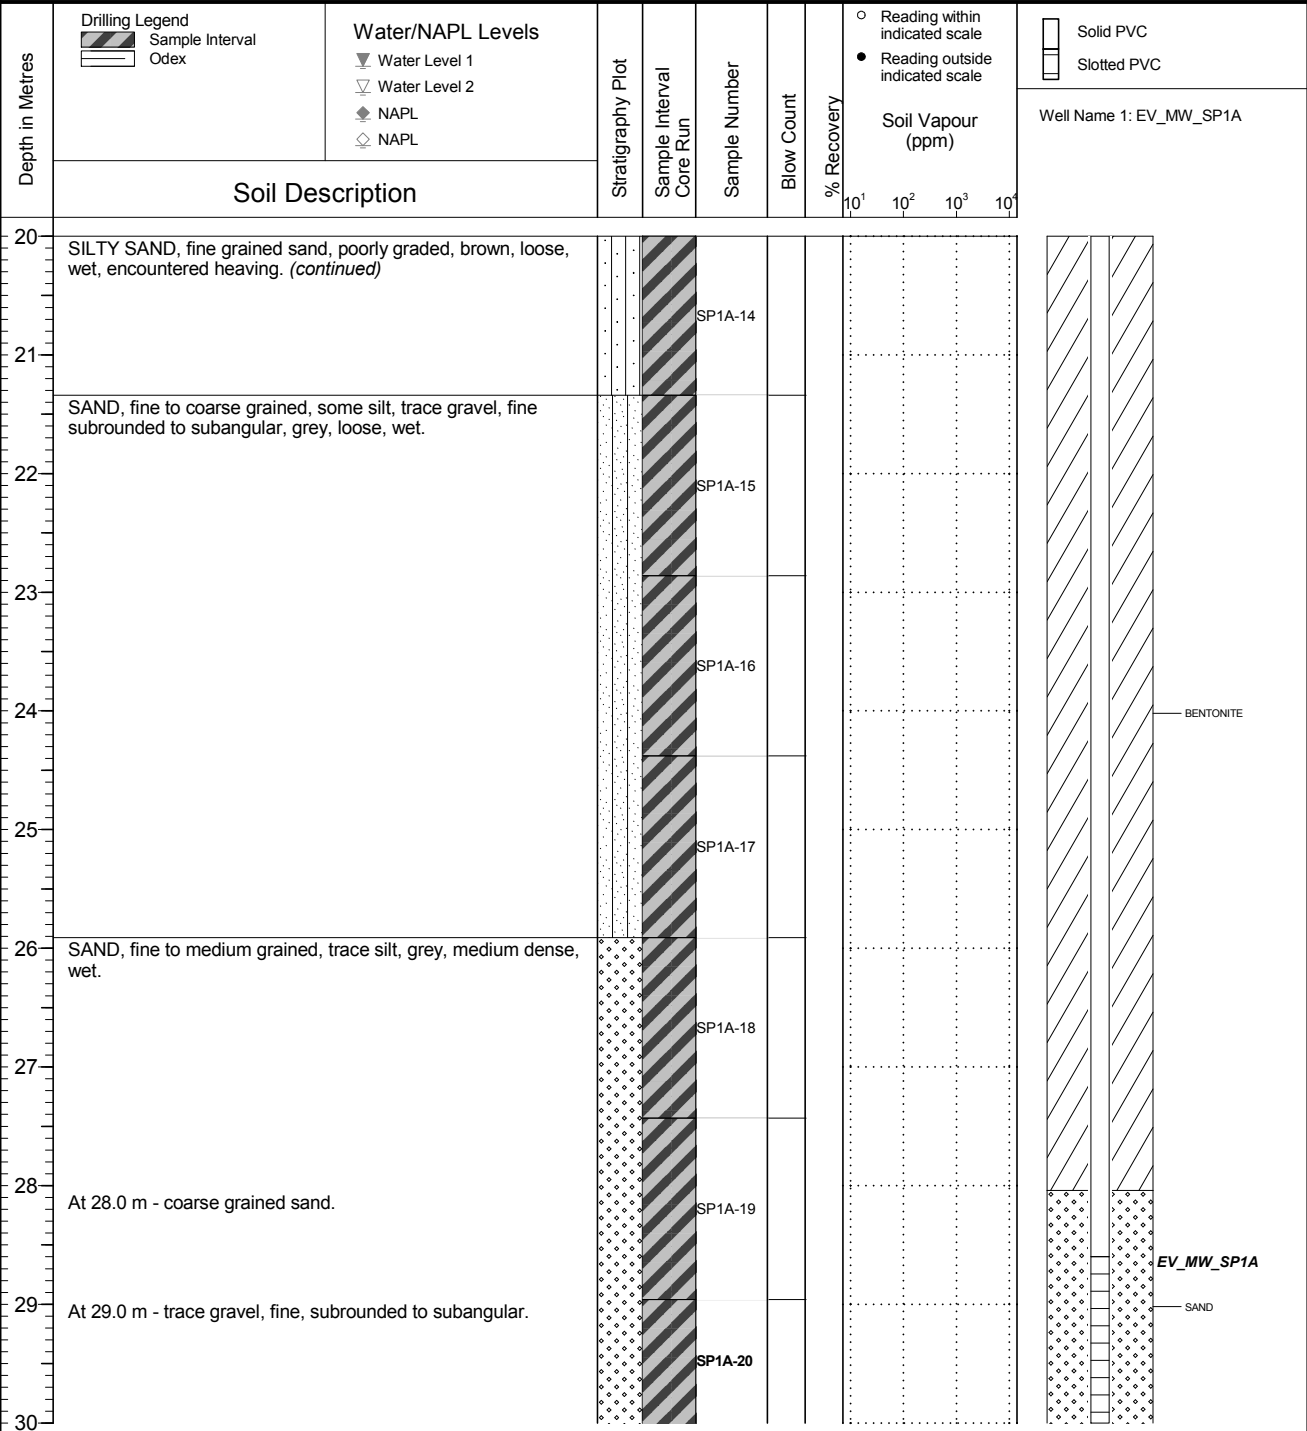 Depth in Metres
Drilling Legend
Sample Interval
Odex
Water/NAPL Levels
Water Level 1
Water Level 2
NAPL
NAPL
Soil Description
Stratigraphy Plot
Sample Interval
Core Run
Sample Number
Blow Count
% Recovery
Reading within
indicated scale
Reading outside
indicated scale
Soil Vapour
(ppm)
10¹ 10² 10³ 10⁴
Solid PVC
Slotted PVC
Well Name 1: EV_MW_SP1A
20
SILTY SAND, fine grained sand, poorly graded, brown, loose,
wet, encountered heaving. (continued)
SP1A-14
21
SAND, fine to coarse grained, some silt, trace gravel, fine
subrounded to subangular, grey, loose, wet.
22
SP1A-15
23
SP1A-16
24
BENTONITE
25
SP1A-17
26
SAND, fine to medium grained, trace silt, grey, medium dense,
wet.
SP1A-18
27
28
At 28.0 m - coarse grained sand.
SP1A-19
EV_MW_SP1A
29
At 29.0 m - trace gravel, fine, subrounded to subangular.
SAND
SP1A-20
30